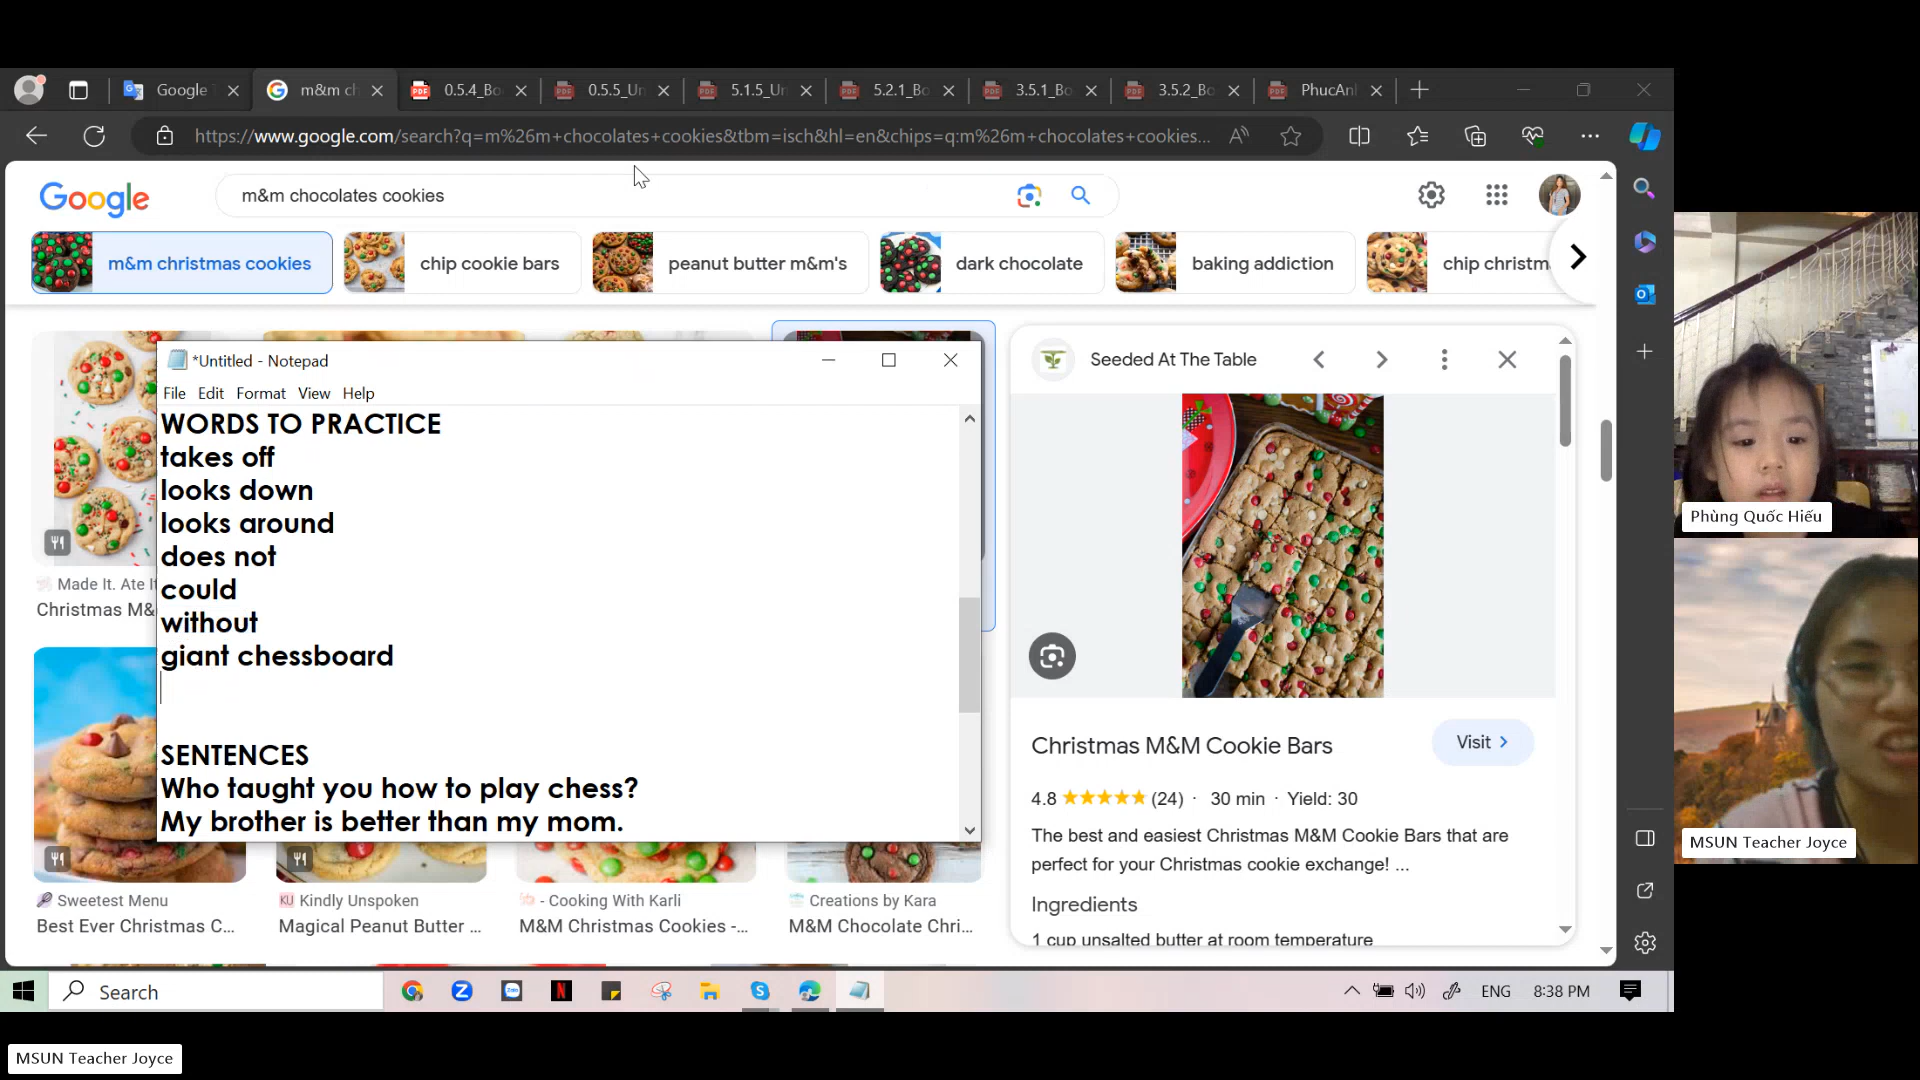 Google T
m&m ch
0.5.4_Bo
0.5.5_Un
5.1.5_Un
5.2.1_Bo
3.5.1_Bo
3.5.2_Bo
PhucAnh
https://www.google.com/search?q=m%26m+chocolates+cookies&tbm=isch&hl=en&chips=q:m%26m+chocolates+cookies...
Google
m&m chocolates cookies
m&m christmas cookies
chip cookie bars
peanut butter m&m's
dark chocolate
baking addiction
chip christm
*Untitled - Notepad
File Edit Format View Help
WORDS TO PRACTICE
takes off
looks down
looks around
does not
could
without
giant chessboard
SENTENCES
Who taught you how to play chess?
My brother is better than my mom.
Made It. Ate It
Christmas M&
Sweetest Menu
Best Ever Christmas C...
KU Kindly Unspoken
Magical Peanut Butter ...
- Cooking With Karli
M&M Christmas Cookies -...
Creations by Kara
M&M Chocolate Chri...
Seeded At The Table
Christmas M&M Cookie Bars
Visit
4.8 ★★★★★ (24) · 30 min · Yield: 30
The best and easiest Christmas M&M Cookie Bars that are
perfect for your Christmas cookie exchange! ...
Ingredients
1 cup unsalted butter at room temperature
Phùng Quốc Hiếu
MSUN Teacher Joyce
Search
ENG
8:38 PM
MSUN Teacher Joyce